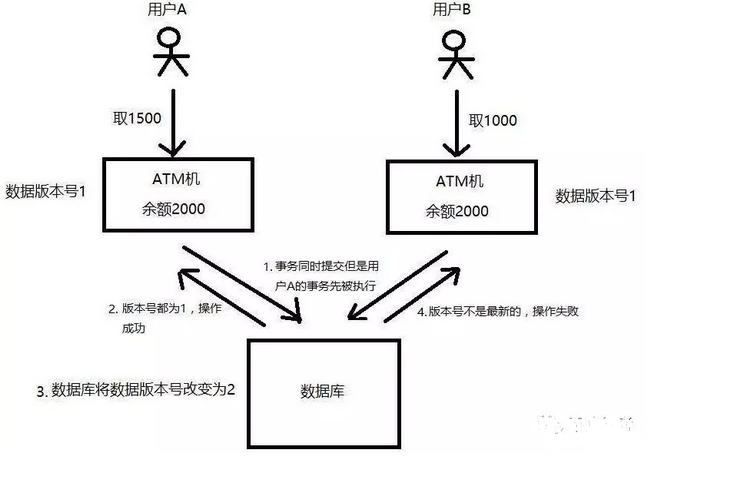 用户A
用户B
取1500
取1000
ATM机
余额2000
数据版本号1
ATM机
余额2000
数据版本号1
1. 事务同时提交但是用
户A的事务先被执行
2. 版本号都为1，操作
成功
4. 版本号不是最新的，操作失败
3. 数据库将数据版本号改变为2
数据库